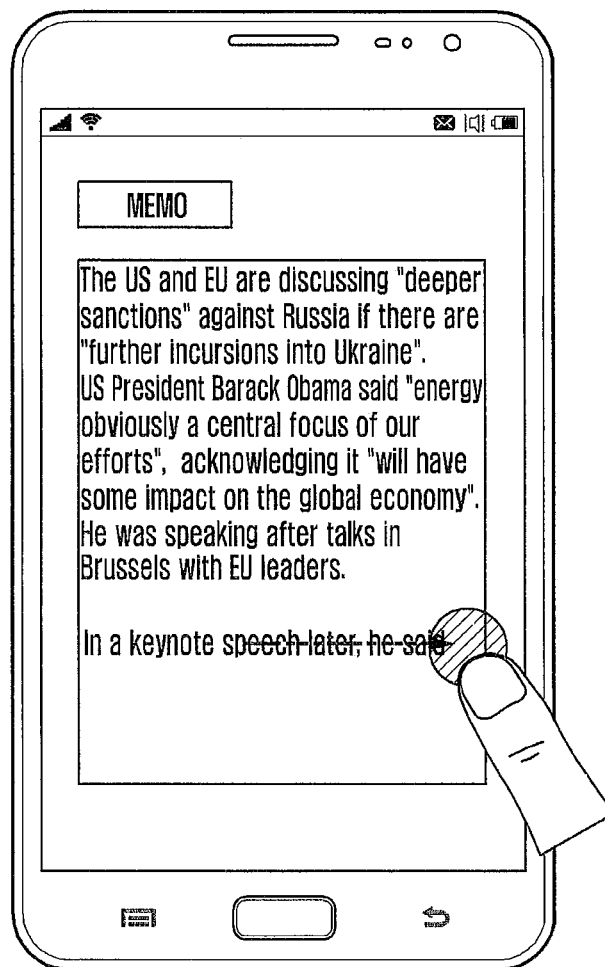 MEMO
The US and EU are discussing "deeper
sanctions" against Russia if there are
"further incursions into Ukraine".
US President Barack Obama said "energy
obviously a central focus of our
efforts", acknowledging it "will have
some impact on the global economy".
He was speaking after talks in
Brussels with EU leaders.
In a keynote speech later, he said